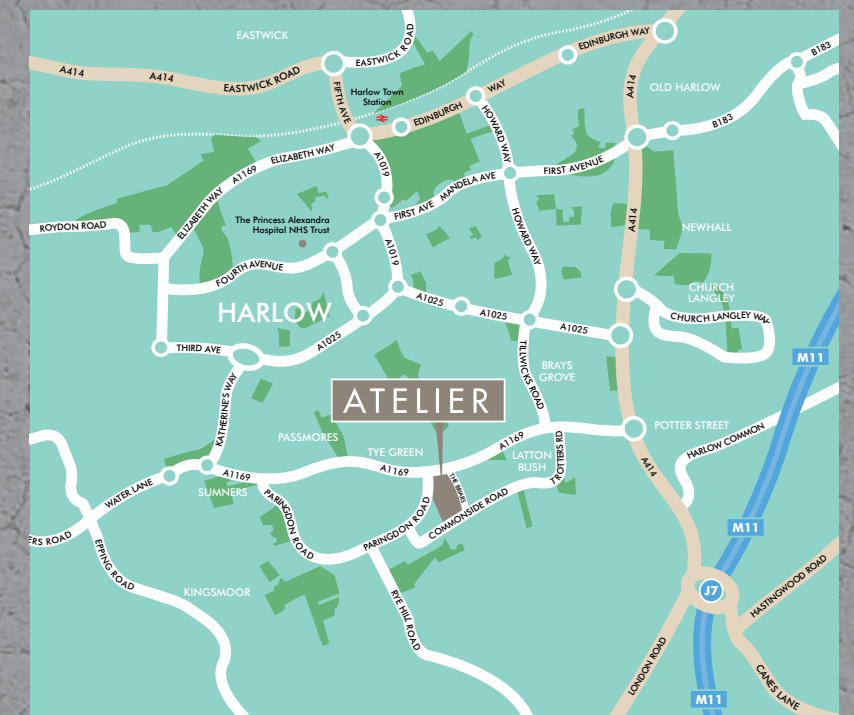 EASTWICK
EASTWICK ROAD
EDINBURGH WAY
B183
A414
A414
EASTWICK ROAD
FIFTH AVE
Harlow Town
Station
EDINBURGH
WAY
A414
OLD HARLOW
HOWARD WAY
B183
ELIZABETH WAY
A1169
ELIZABETH WAY
A1019
FIRST AVENUE
MANDELA AVE
FIRST AVE
ROYDON ROAD
The Princess Alexandra
Hospital NHS Trust
HOWARD WAY
A414
NEWHALL
A1019
FOURTH AVENUE
CHURCH
LANGLEY
HARLOW
A1025
A1025
A1025
CHURCH LANGLEY WAY
THIRD AVE
A1025
M11
TILLWICKS ROAD
BRAYS
GROVE
KATHERINE'S WAY
ATELIER
PASSMORES
TYE GREEN
A1169
POTTER STREET
HARLOW COMMON
LATTON
BUSH
TROTTERS RD
A414
A1169
A1169
SUMNERS
WATER LANE
THE BRIARS
PARINGDON ROAD
PARINGDON ROAD
COMMONSIDE ROAD
M11
ERS ROAD
EPPING ROAD
KINGSMOOR
RYE HILL ROAD
J7
HASTINGWOOD ROAD
LONDON ROAD
CANES LANE
M11